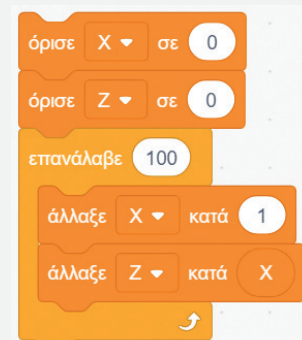 όρισε X σε 0
όρισε Z σε 0
επανάλαβε 100
άλλαξε X κατά 1
άλλαξε Z κατά X